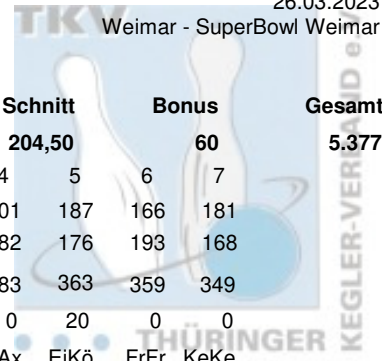 26.03.2023
TKV
Weimar - SuperBowl Weimar
Schnitt Bonus Gesamt
204,50 60 5.377
4 5 6 7
01 187 166 181
82 176 193 168
83 363 359 349
0 20 0 0
Ax EiKö FrFr KeKe
THÜRINGER
KEGLER-VERBAND e.V.